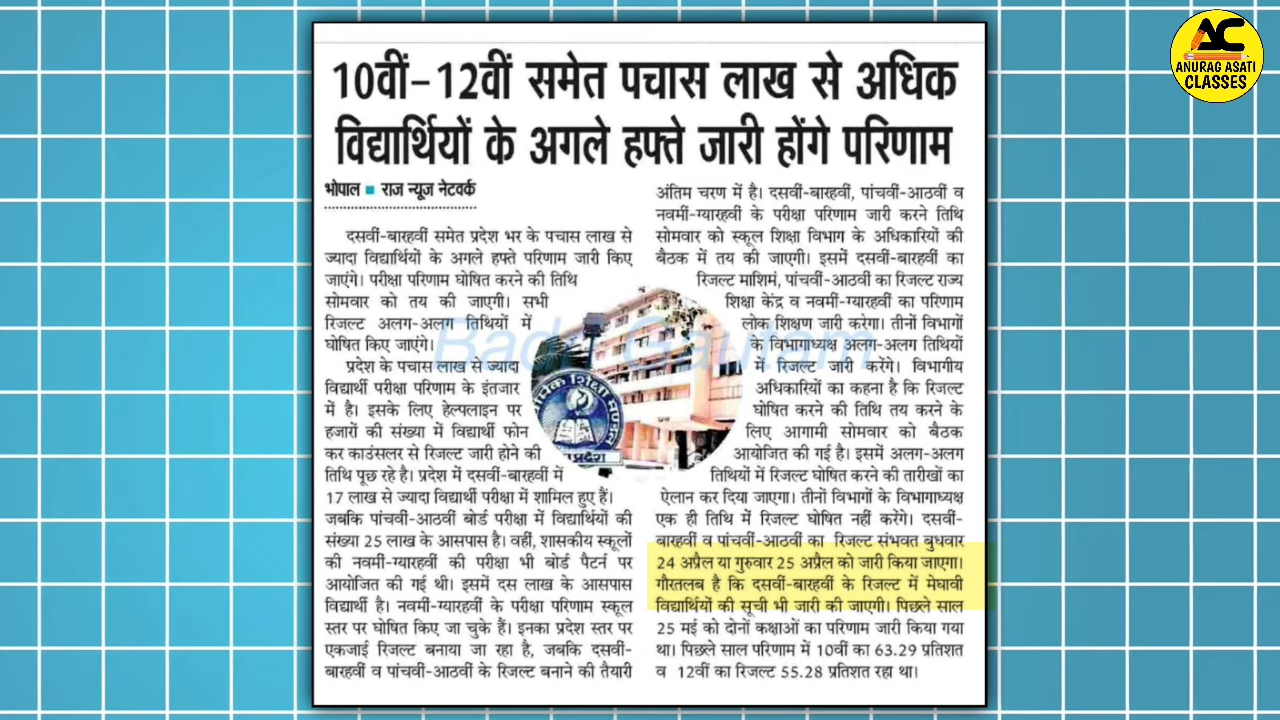 AC
ANURAG ASATI
CLASSES
10वीं-12वीं समेत पचास लाख से अधिक
विद्यार्थियों के अगले हफ्ते जारी होंगे परिणाम
भोपाल ■ राज न्यूज नेटवर्क
दसवीं-बारहवीं समेत प्रदेश भर के पचास लाख से
ज्यादा विद्यार्थियों के अगले हफ्ते परिणाम जारी किए
जाएंगे। परीक्षा परिणाम घोषित करने की तिथि
सोमवार को तय की जाएगी। सभी
रिजल्ट अलग-अलग तिथियों में
घोषित किए जाएंगे।
प्रदेश के पचास लाख से ज्यादा
विद्यार्थी परीक्षा परिणाम के इंतजार
में है। इसके लिए हेल्पलाइन पर
हजारों की संख्या में विद्यार्थी फोन
कर काउंसलर से रिजल्ट जारी होने की
तिथि पूछ रहे है। प्रदेश में दसवीं-बारहवीं में
17 लाख से ज्यादा विद्यार्थी परीक्षा में शामिल हुए हैं।
जबकि पांचवीं-आठवीं बोर्ड परीक्षा में विद्यार्थियों की
संख्या 25 लाख के आसपास है। वहीं, शासकीय स्कूलों
की नवमीं-ग्यारहवीं की परीक्षा भी बोर्ड पैटर्न पर
आयोजित की गई थी। इसमें दस लाख के आसपास
विद्यार्थी है। नवमीं-ग्यारहवीं के परीक्षा परिणाम स्कूल
स्तर पर घोषित किए जा चुके हैं। इनका प्रदेश स्तर पर
एकजाई रिजल्ट बनाया जा रहा है, जबकि दसवीं-
बारहवीं व पांचवीं-आठवीं के रिजल्ट बनाने की तैयारी
अंतिम चरण में है। दसवीं-बारहवीं, पांचवीं-आठवीं व
नवमीं-ग्यारहवीं के परीक्षा परिणाम जारी करने तिथि
सोमवार को स्कूल शिक्षा विभाग के अधिकारियों की
बैठक में तय की जाएगी। इसमें दसवीं-बारहवीं का
रिजल्ट माशिमं, पांचवीं-आठवीं का रिजल्ट राज्य
शिक्षा केंद्र व नवमीं-ग्यारहवीं का परिणाम
लोक शिक्षण जारी करेगा। तीनों विभागों
के विभागाध्यक्ष अलग-अलग तिथियों
में रिजल्ट जारी करेंगे। विभागीय
अधिकारियों का कहना है कि रिजल्ट
घोषित करने की तिथि तय करने के
लिए आगामी सोमवार को बैठक
आयोजित की गई है। इसमें अलग-अलग
तिथियों में रिजल्ट घोषित करने की तारीखों का
ऐलान कर दिया जाएगा। तीनों विभागों के विभागाध्यक्ष
एक ही तिथि में रिजल्ट घोषित नहीं करेंगे। दसवीं-
बारहवीं व पांचवीं-आठवीं का रिजल्ट संभवत बुधवार
24 अप्रैल या गुरुवार 25 अप्रैल को जारी किया जाएगा।
गौरतलब है कि दसवीं-बारहवीं के रिजल्ट में मेघावी
विद्यार्थियों की सूची भी जारी की जाएगी। पिछले साल
25 मई को दोनों कक्षाओं का परिणाम जारी किया गया
था। पिछले साल परिणाम में 10वीं का 63.29 प्रतिशत
व 12वीं का रिजल्ट 55.28 प्रतिशत रहा था।
Gautam
शिक्षा